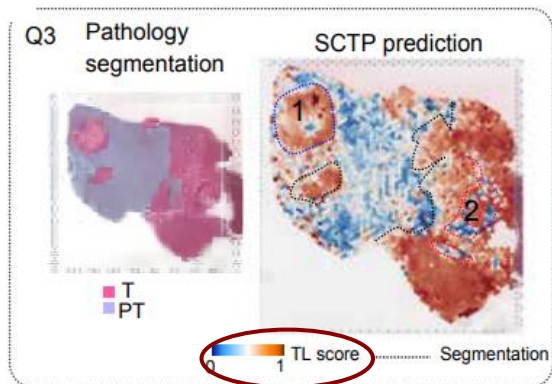 Q3 Pathology segmentation
SCTP prediction
1
2
T
PT
0 1 TL score
Segmentation